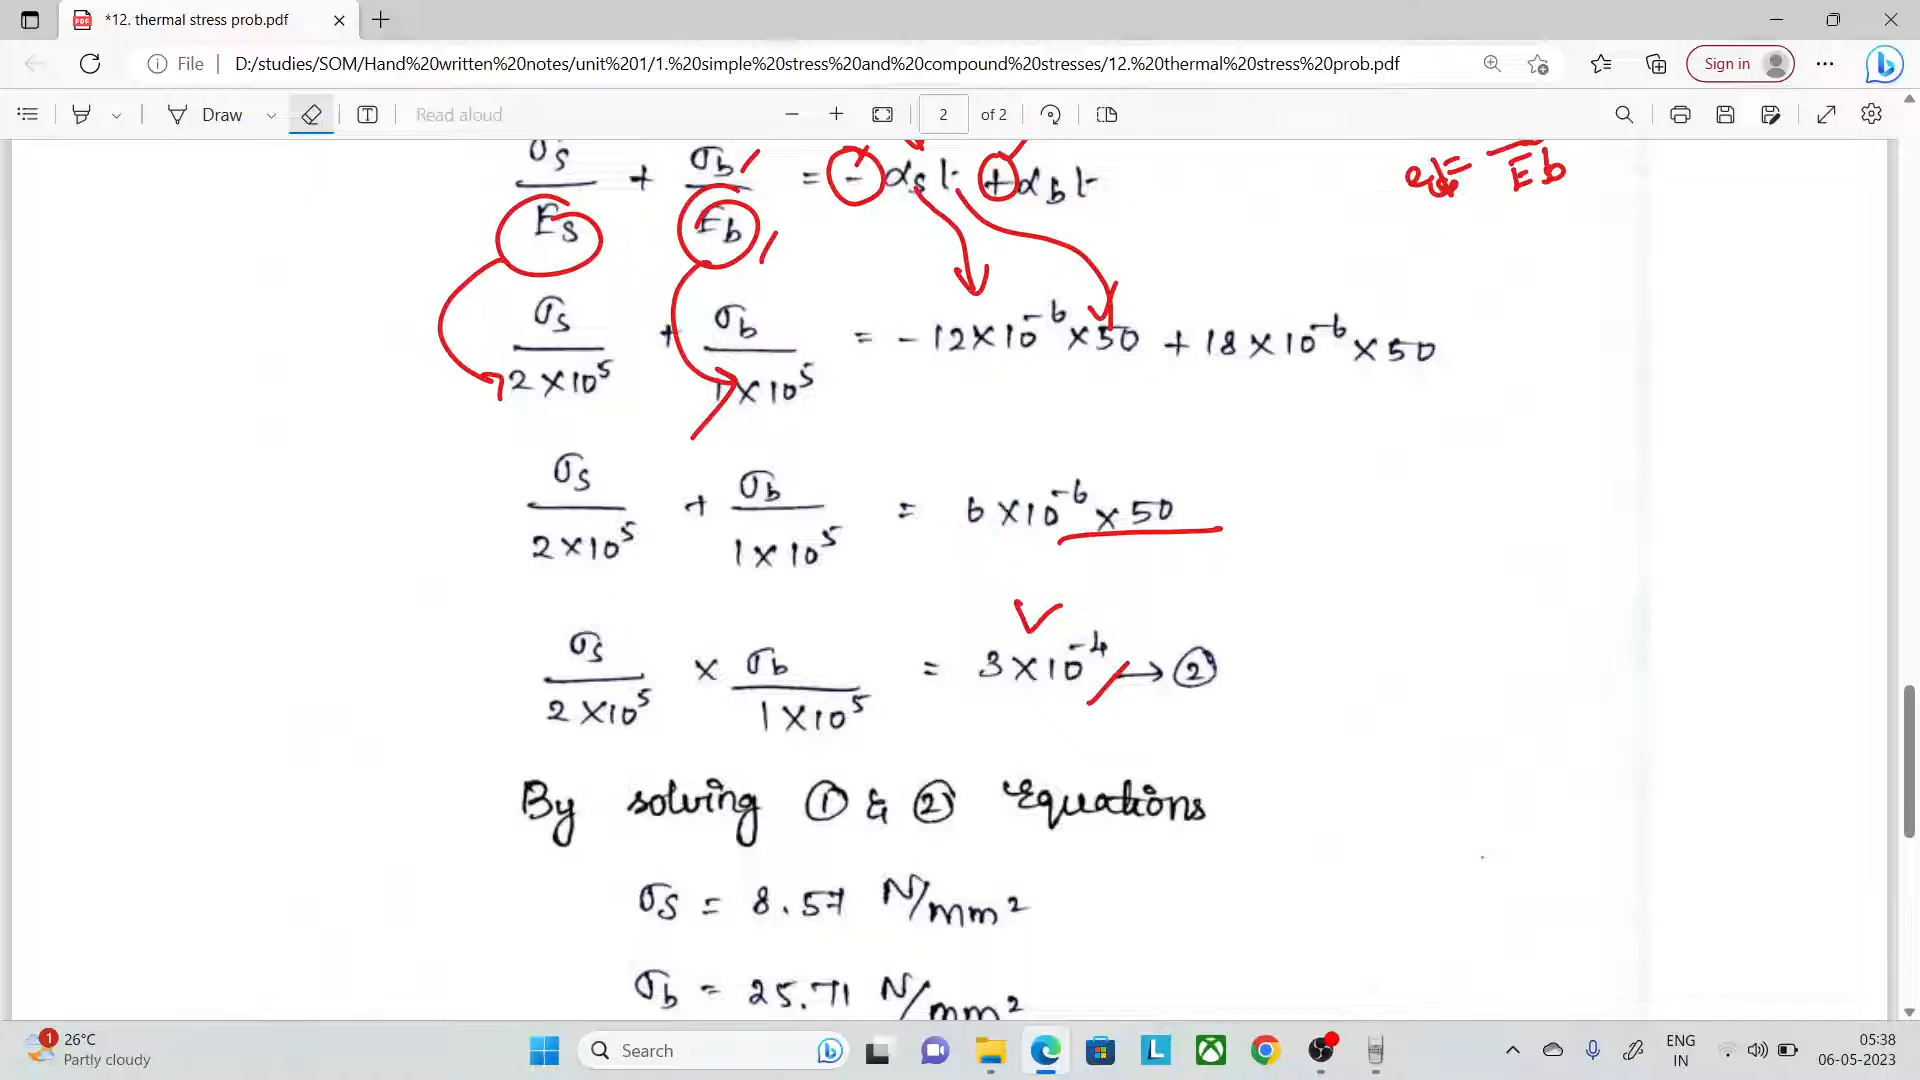 *12. thermal stress prob.pdf
File | D:/studies/SOM/Hand%20written%20notes/unit%201/1.%20simple%20stress%20and%20compound%20stresses/12.%20thermal%20stress%20prob.pdf
Sign in
Draw
Read aloud
2 of 2
σs/Es + σb/Eb = - αs t + αb t
Eb
σs/2×10^5 + σb/1×10^5 = -12×10^-6 ×50 + 18×10^-6 ×50
σs/2×10^5 + σb/1×10^5 = 6×10^-6 ×50
σs/2×10^5 × σb/1×10^5 = 3×10^-4 → ②
By solving ① & ② Equations
σs = 8.57 N/mm²
σb = 25.71 N/mm²
1
26°C
Partly cloudy
Search
L
ENG
IN
05:38
06-05-2023